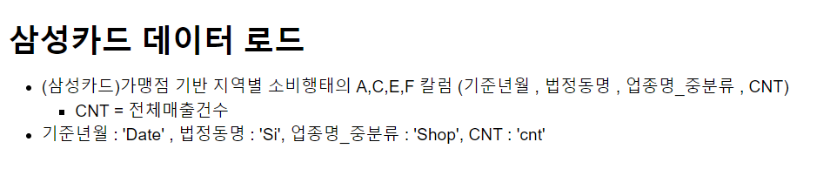 삼성카드 데이터 로드
(삼성카드)가맹점 기반 지역별 소비행태의 A,C,E,F 칼럼 (기준년월 , 법정동명 , 업종명_중분류 , CNT)
CNT = 전체매출건수
기준년월 : 'Date' , 법정동명 : 'Si', 업종명_중분류 : 'Shop', CNT : 'cnt'